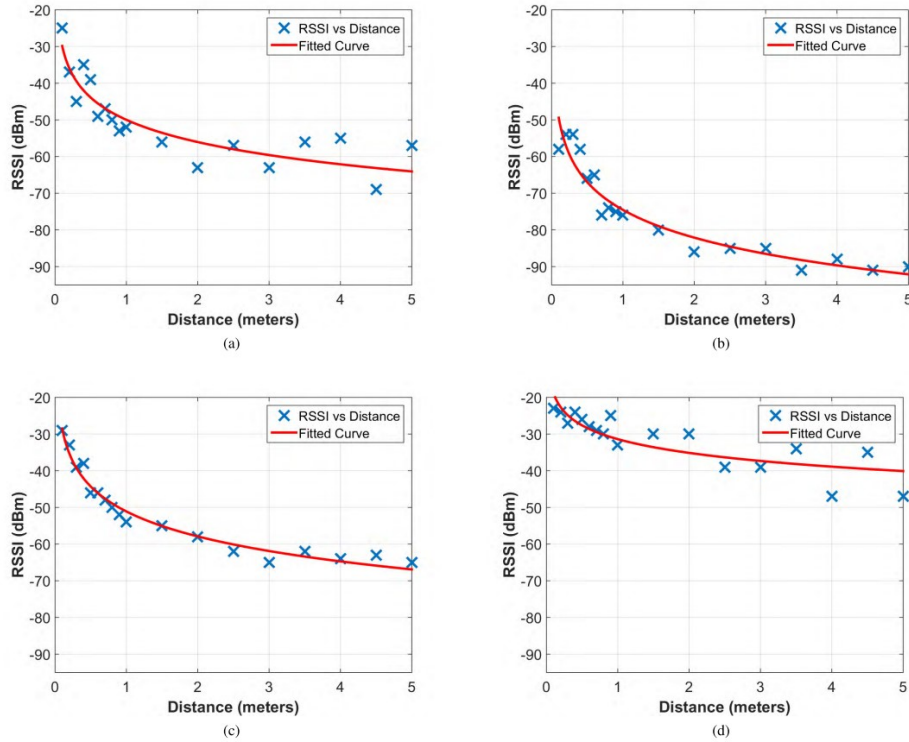 -20
-30
-40
-50
-60
-70
-80
-90
RSSI (dBm)
0 1 2 3 4 5
Distance (meters)
RSSI vs Distance
Fitted Curve
(a)
-20
-30
-40
-50
-60
-70
-80
-90
RSSI (dBm)
0 1 2 3 4 5
Distance (meters)
RSSI vs Distance
Fitted Curve
(b)
-20
-30
-40
-50
-60
-70
-80
-90
RSSI (dBm)
0 1 2 3 4 5
Distance (meters)
RSSI vs Distance
Fitted Curve
(c)
-20
-30
-40
-50
-60
-70
-80
-90
RSSI (dBm)
0 1 2 3 4 5
Distance (meters)
RSSI vs Distance
Fitted Curve
(d)